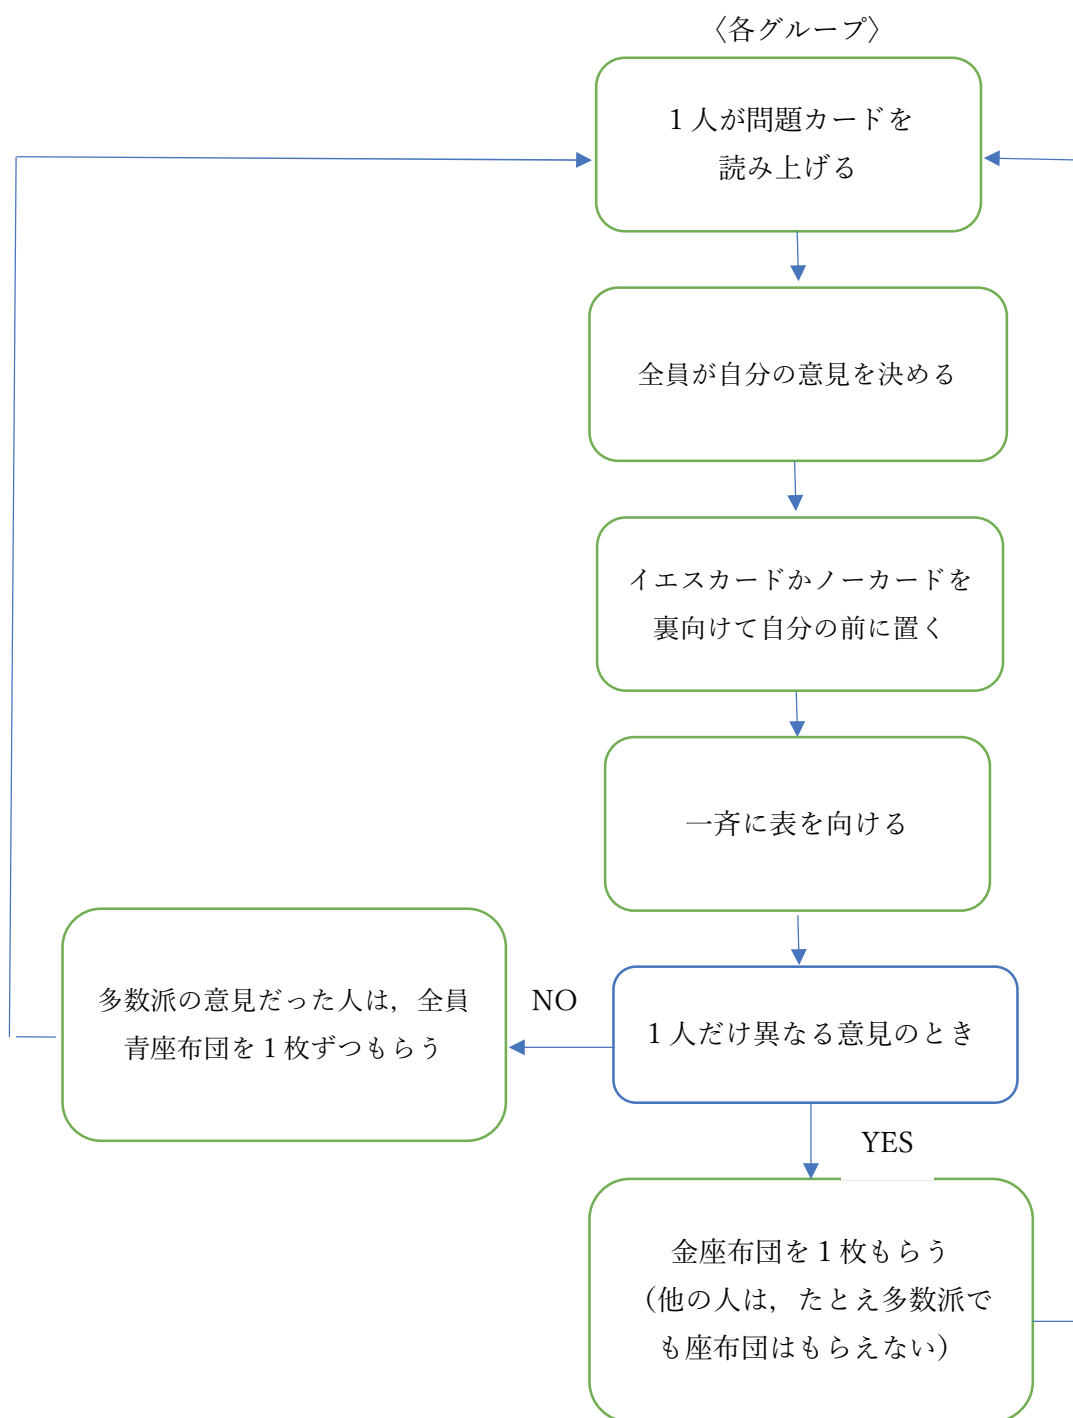 〈各グループ〉
１人が問題カードを
読み上げる
全員が自分の意見を決める
イエスカードかノーカードを
裏向けて自分の前に置く
一斉に表を向ける
１人だけ異なる意見のとき
NO
多数派の意見だった人は，全員
青座布団を１枚ずつもらう
YES
金座布団を１枚もらう
（他の人は，たとえ多数派で
も座布団はもらえない）